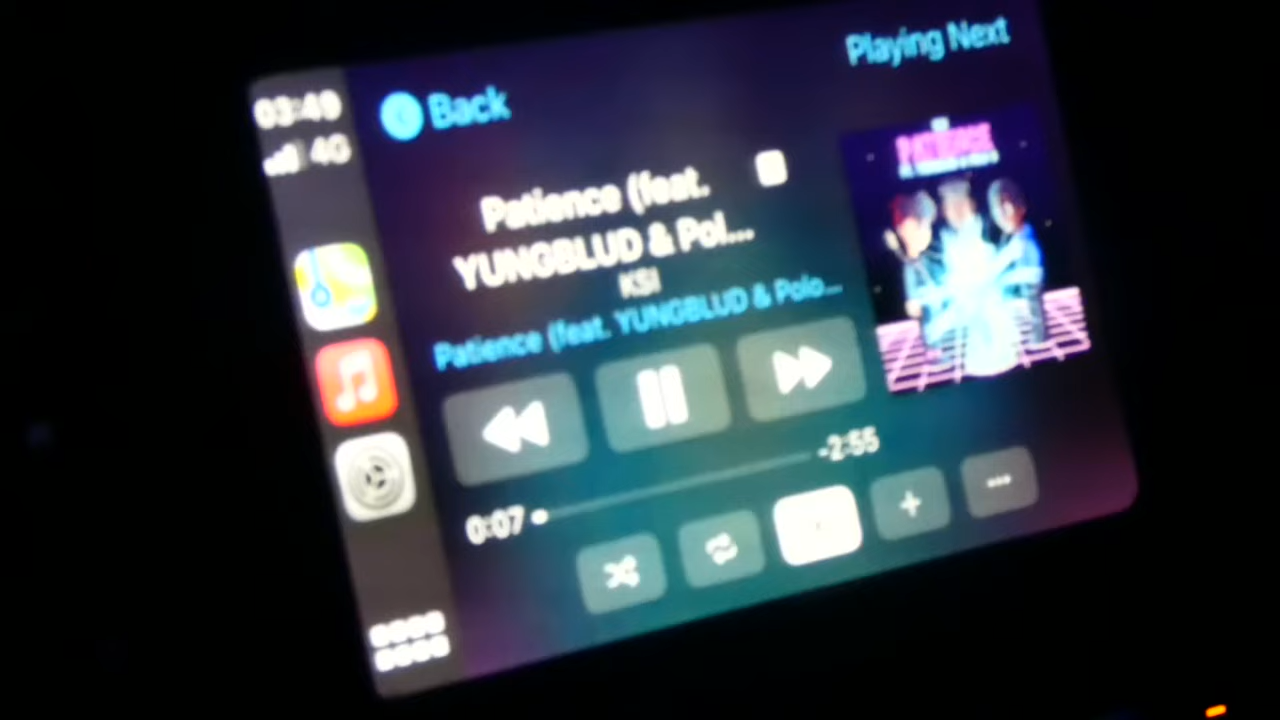 03:49
4G
Back
Playing Next
Patience (feat.
YUNGBLUD & Pol...
KSI
Patience (feat. YUNGBLUD & Polo...
0:07
-2:55
PATIENCE